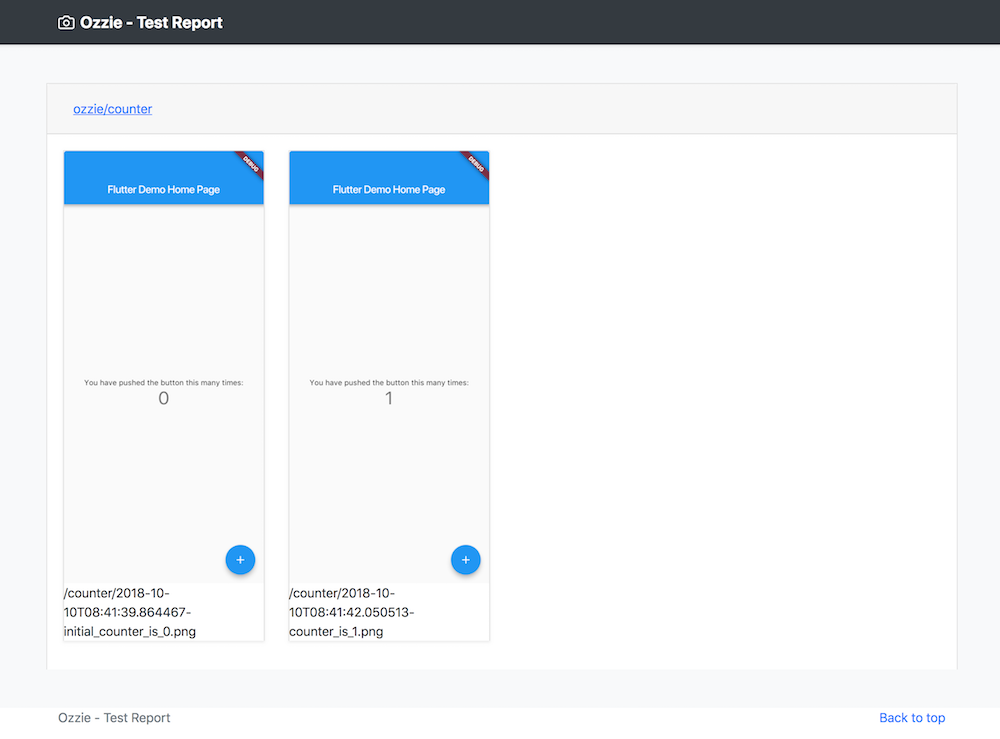 Ozzie - Test Report
ozzie/counter
DEBUG
Flutter Demo Home Page
You have pushed the button this many times:
0
+
/counter/2018-10-
10T08:41:39.864467-
initial_counter_is_0.png
DEBUG
Flutter Demo Home Page
You have pushed the button this many times:
1
+
/counter/2018-10-
10T08:41:42.050513-
counter_is_1.png
Ozzie - Test Report
Back to top